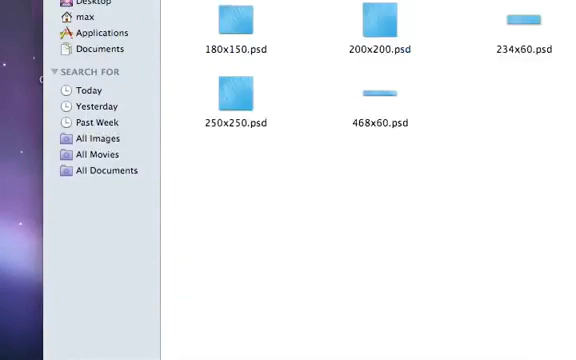 Desktop
max
Applications
Documents
SEARCH FOR
Today
Yesterday
Past Week
All Images
All Movies
All Documents
180x150.psd
200x200.psd
234x60.psd
250x250.psd
468x60.psd